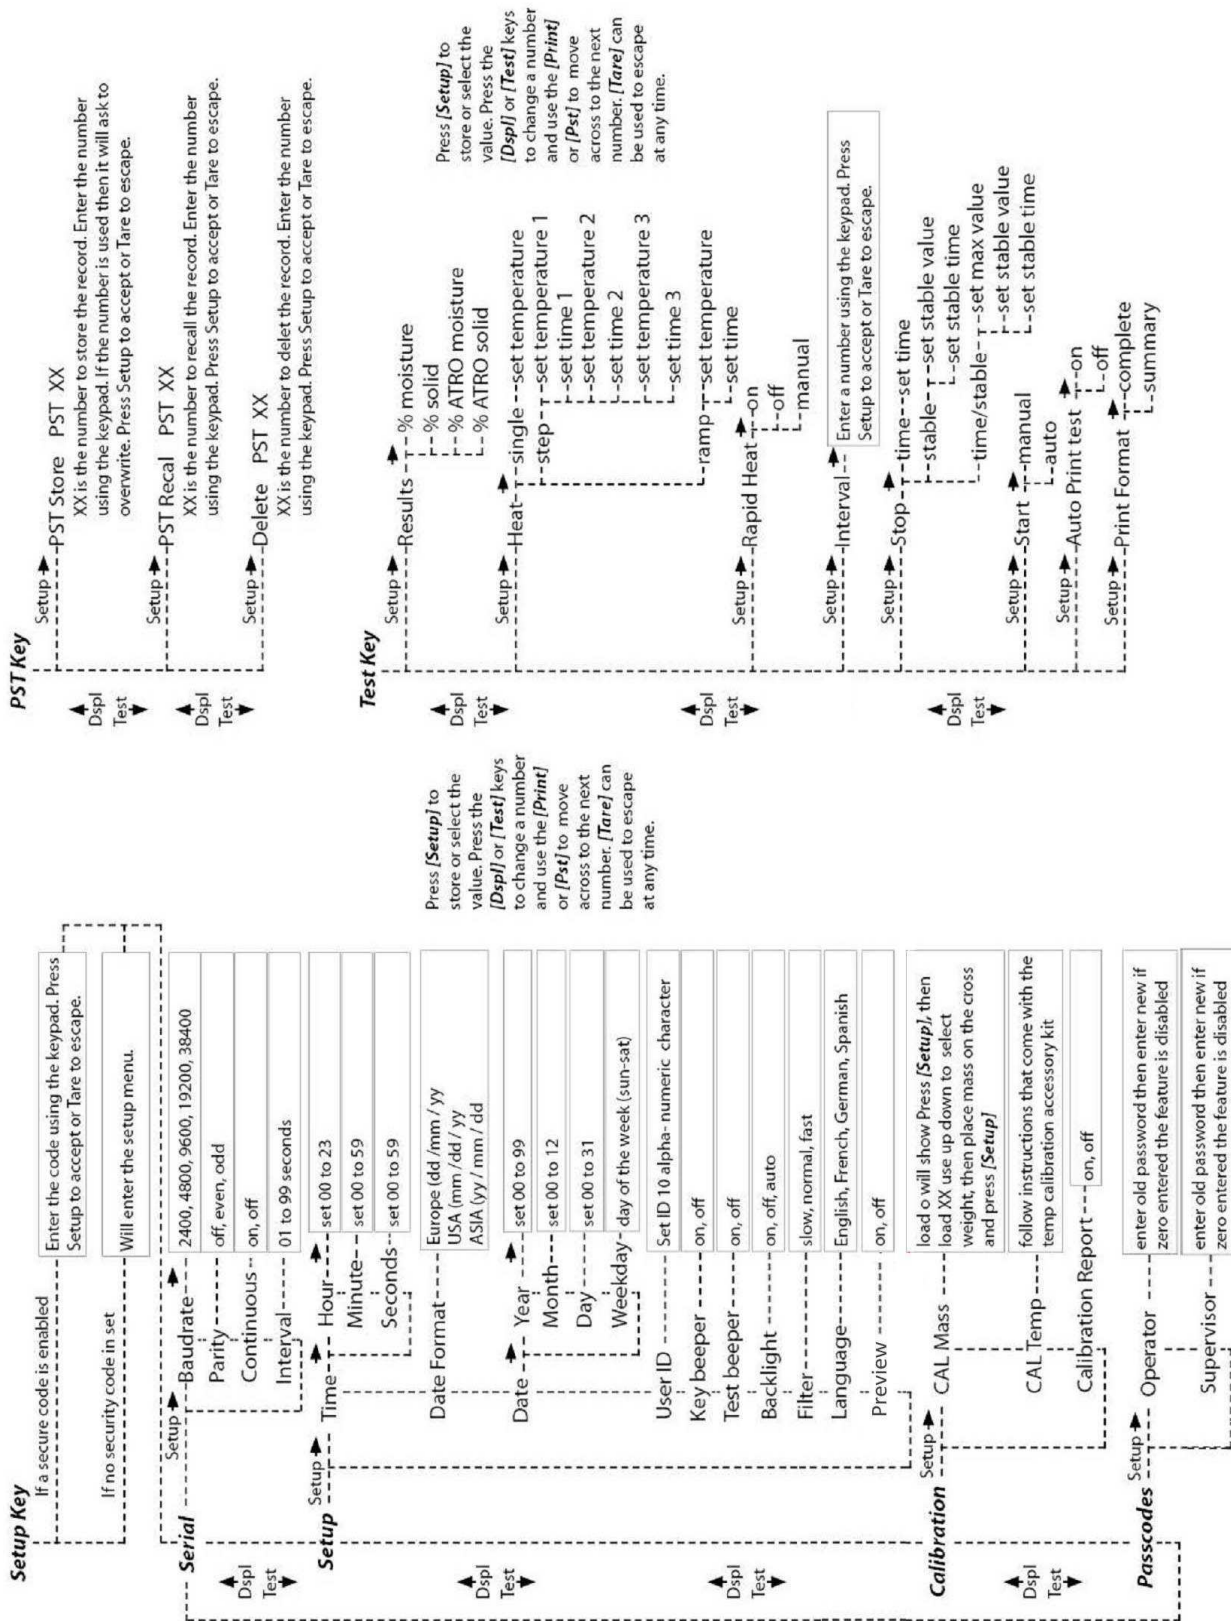 Setup Key
If a secure code is enabled
Enter the code using the keypad. Press
Setup to accept or Tare to escape.
If no security code in set
Will enter the setup menu.
Serial
Setup
Baudrate
2400, 4800, 9600, 19200, 38400
Parity
off, even, odd
Continuous
on, off
Interval
01 to 99 seconds
Dspl
Test
Setup
Setup
Time
Hour
set 00 to 23
Minute
set 00 to 59
Seconds
set 00 to 59
Date Format
Europe (dd /mm / yy
USA (mm /dd / yy
ASIA (yy / mm / dd
Dspl
Test
Date
Year
set 00 to 99
Month
set 00 to 12
Day
set 00 to 31
Weekday
day of the week (sun-sat)
User ID
Set ID 10 alpha- numeric character
Key beeper
on, off
Test beeper
on, off
Dspl
Test
Backlight
on, off, auto
Filter
slow, normal, fast
Language
English, French, German, Spanish
Preview
on, off
Press [Setup] to
store or select the
value. Press the
[Dspl] or [Test] keys
to change a number
and use the [Print]
or [Pst] to move
across to the next
number. [Tare] can
be used to escape
at any time.
Calibration
Setup
CAL Mass
load o will show Press [Setup], then
load XX use up down to select
weight, then place mass on the cross
and press [Setup]
CAL Temp
follow instructions that come with the
temp calibration accessory kit
Calibration Report
on, off
Dspl
Test
Passcodes
Setup
Operator
enter old password then enter new if
zero entered the feature is disabled
Supervisor
enter old password then enter new if
zero entered the feature is disabled
PST Key
Setup
PST Store PST XX
XX is the number to store the record. Enter the number
using the keypad. If the number is used then it will ask to
overwrite. Press Setup to accept or Tare to escape.
Dspl
Test
Setup
PST Recal PST XX
XX is the number to recall the record. Enter the number
using the keypad. Press Setup to accept or Tare to escape.
Dspl
Test
Setup
Delete PST XX
XX is the number to delet the record. Enter the number
using the keypad. Press Setup to accept or Tare to escape.
Test Key
Setup
Results
% moisture
% solid
% ATRO moisture
% ATRO solid
Dspl
Test
Setup
Heat
single
set temperature
step
set temperature 1
set time 1
set temperature 2
set time 2
set temperature 3
set time 3
ramp
set temperature
set time
Press [Setup] to
store or select the
value. Press the
[Dspl] or [Test] keys
to change a number
and use the [Print]
or [Pst] to move
across to the next
number. [Tare] can
be used to escape
at any time.
Dspl
Test
Setup
Rapid Heat
on
off
manual
Setup
Interval
Enter a number using the keypad. Press
Setup to accept or Tare to escape.
Setup
Stop
time
set time
stable
set stable value
set stable time
time/stable
set max value
set stable value
set stable time
Dspl
Test
Setup
Start
manual
auto
Setup
Auto Print test
on
off
Setup
Print Format
complete
summary